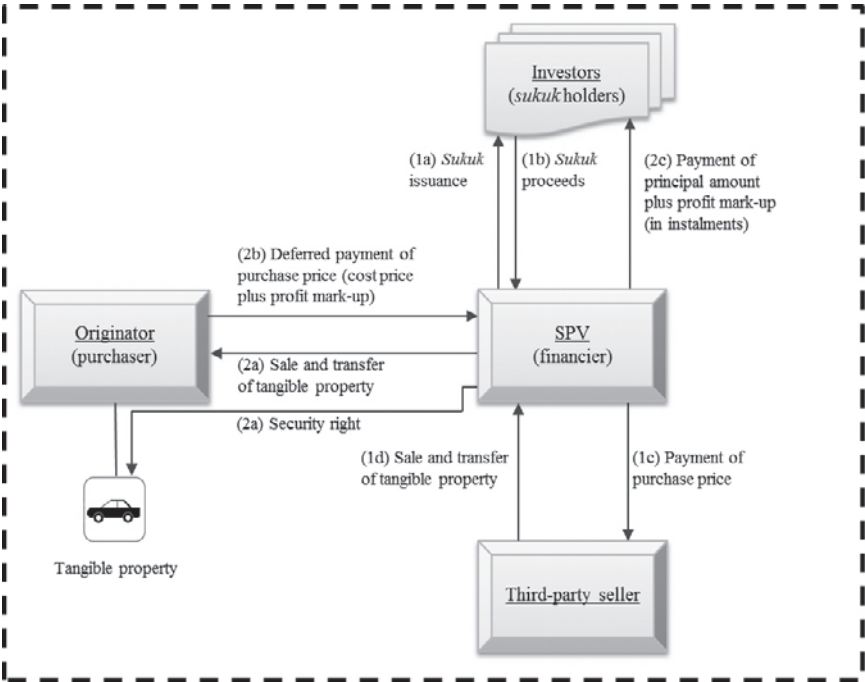 Investors
(sukuk holders)
(1a) Sukuk
issuance
(1b) Sukuk
proceeds
(2c) Payment of
principal amount
plus profit mark-up
(in instalments)
(2b) Deferred payment of
purchase price (cost price
plus profit mark-up)
Originator
(purchaser)
SPV
(financier)
(2a) Sale and transfer
of tangible property
(2a) Security right
(1d) Sale and transfer
of tangible property
(1c) Payment of
purchase price
Tangible property
Third-party seller